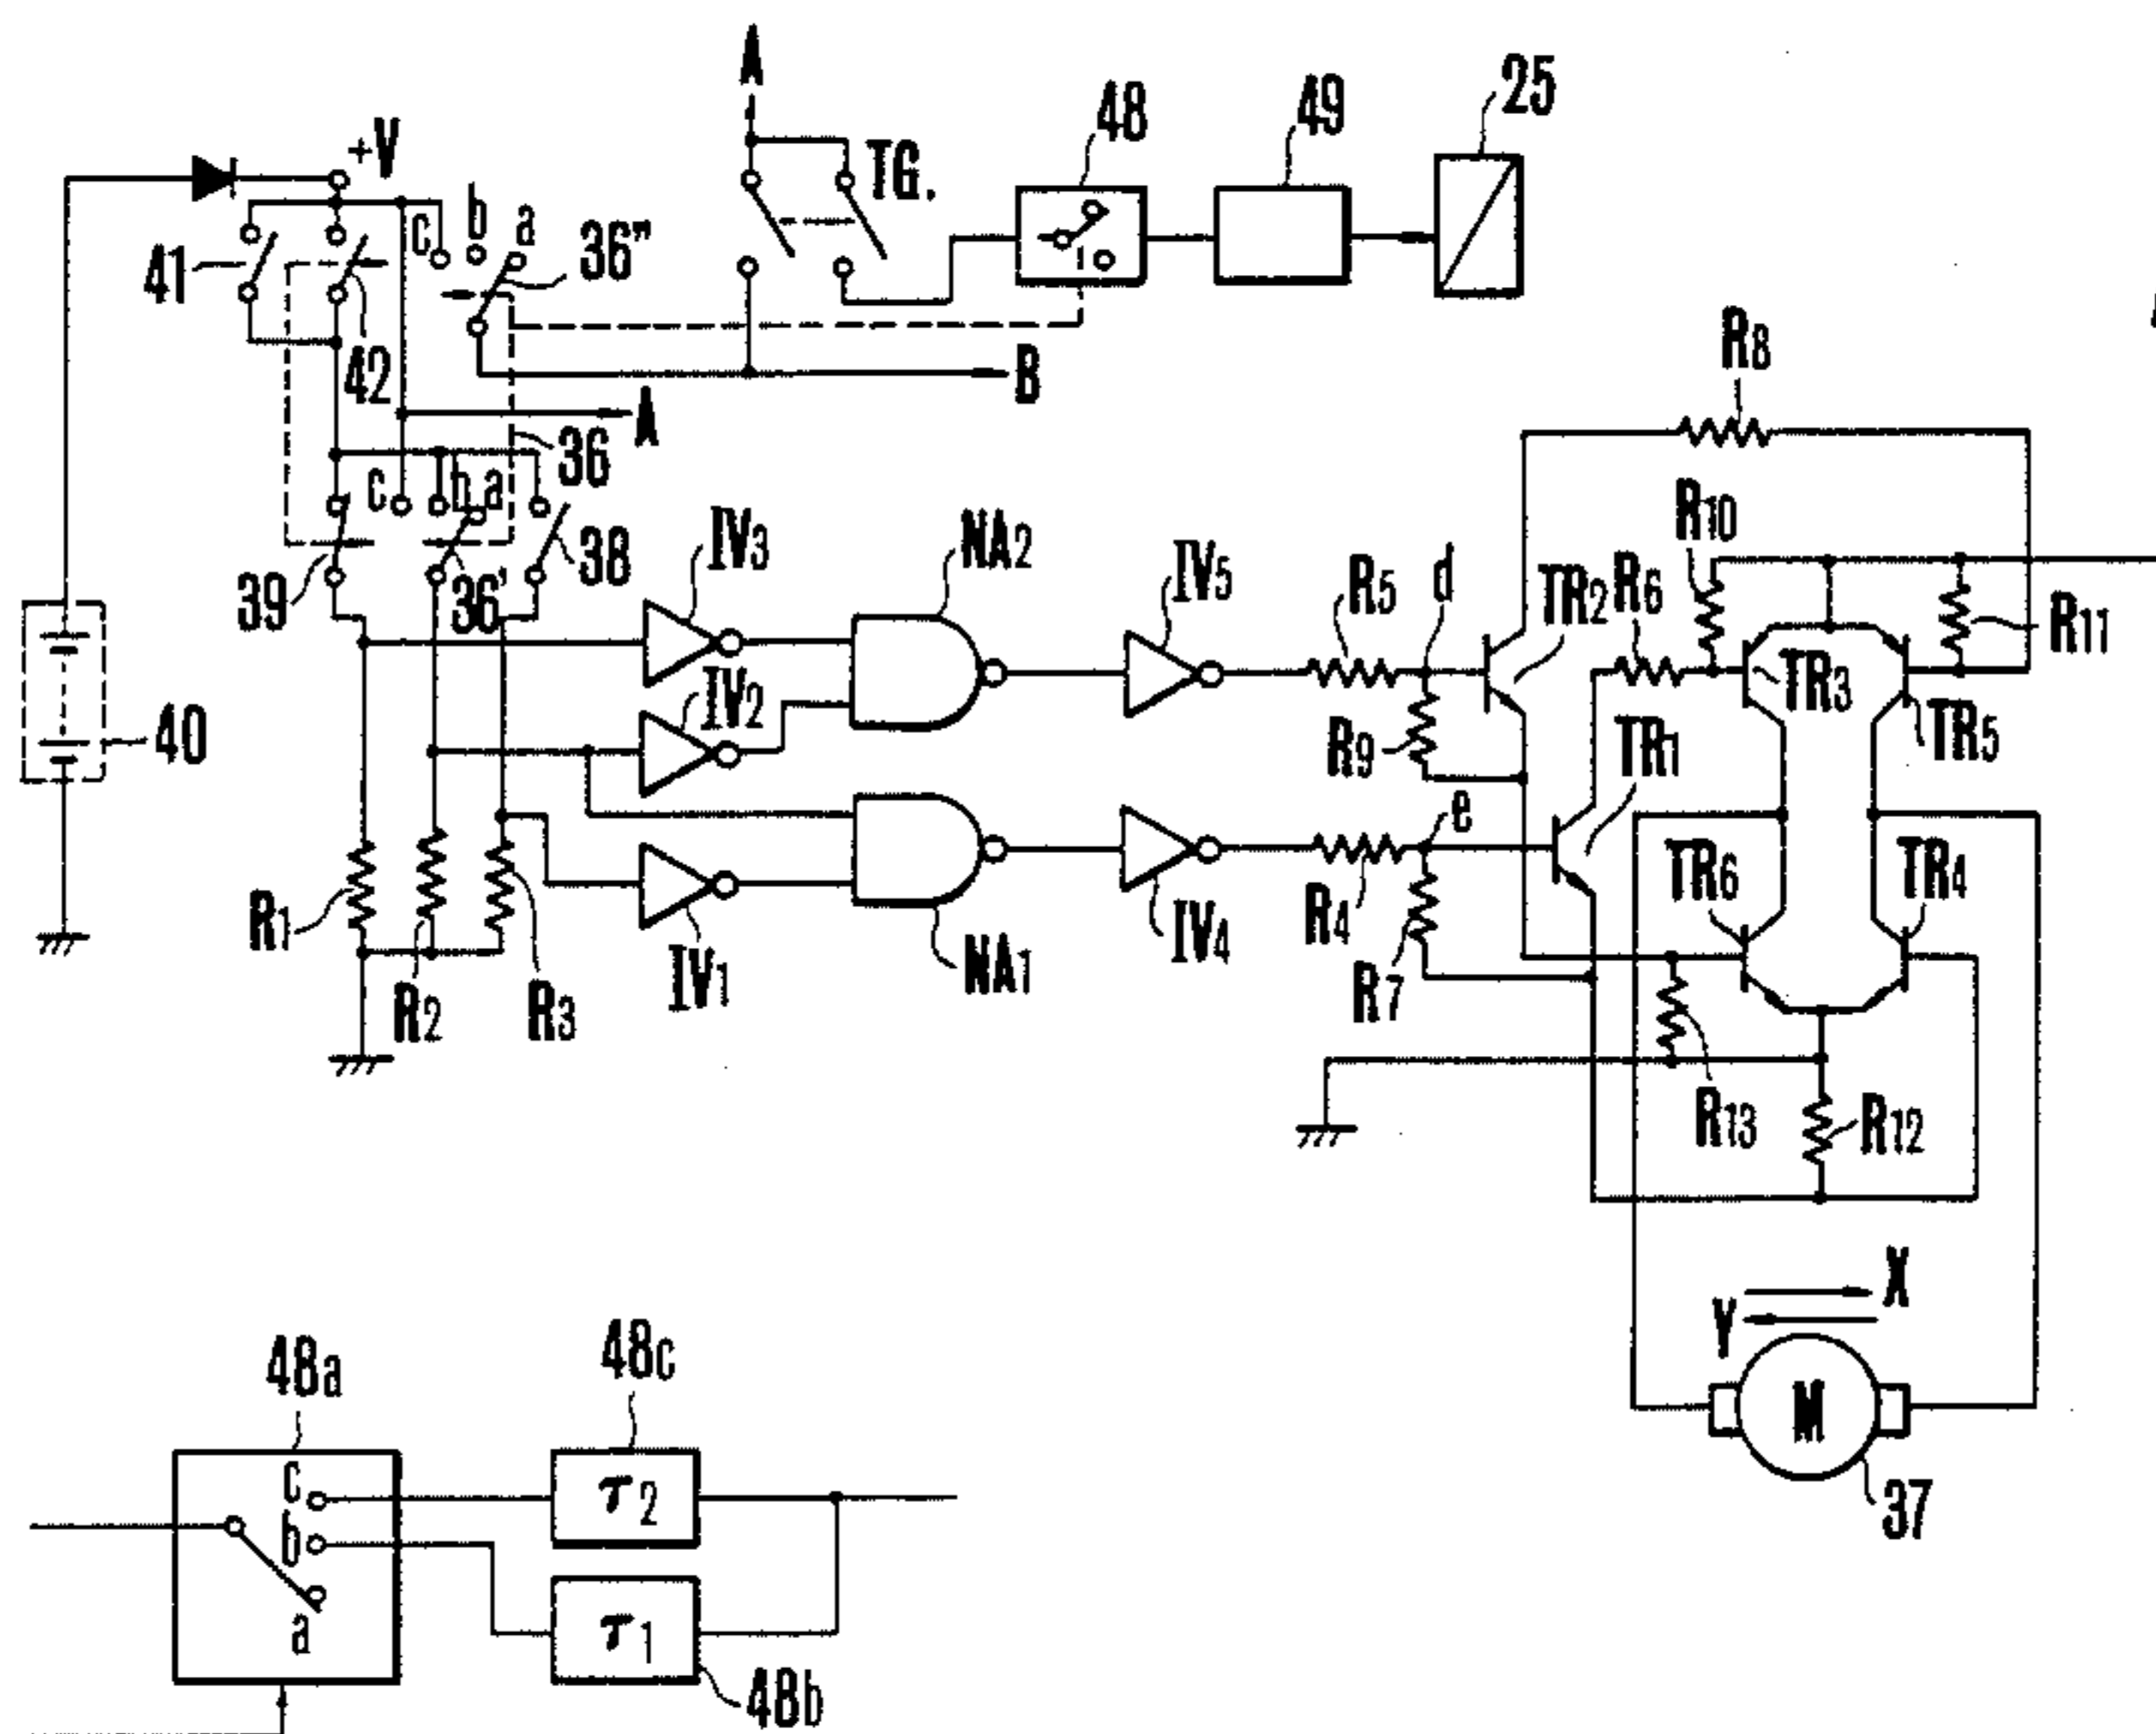 A
48
49
25
+V
TG.
c
b
a
36"
41
42
B
A
R8
36
c
b
a
R10
39
36'
38
IV3
NA2
IV5
R5
d
TR2
R6
R11
TR3
TR5
40
IV2
R9
TR1
e
R1
R2
R3
IV1
NA1
IV4
R4
R7
TR6
TR4
R13
R12
X
Y
M
37
48a
48c
c
b
a
τ2
τ1
48b